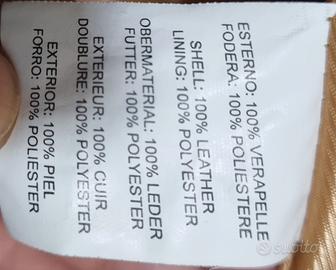 ESTERNO: 100% VERAPELLE
FODERA: 100% POLIESTERE
SHELL: 100% LEATHER
LINING: 100% POLYESTER
OBERMATERIAL: 100% LEDER
FUTTER: 100% POLYESTER
EXTERIEUR: 100% CUIR
DOUBLURE: 100% POLYESTER
EXTERIOR: 100% PIEL
FORRO: 100% POLIESTER
subito